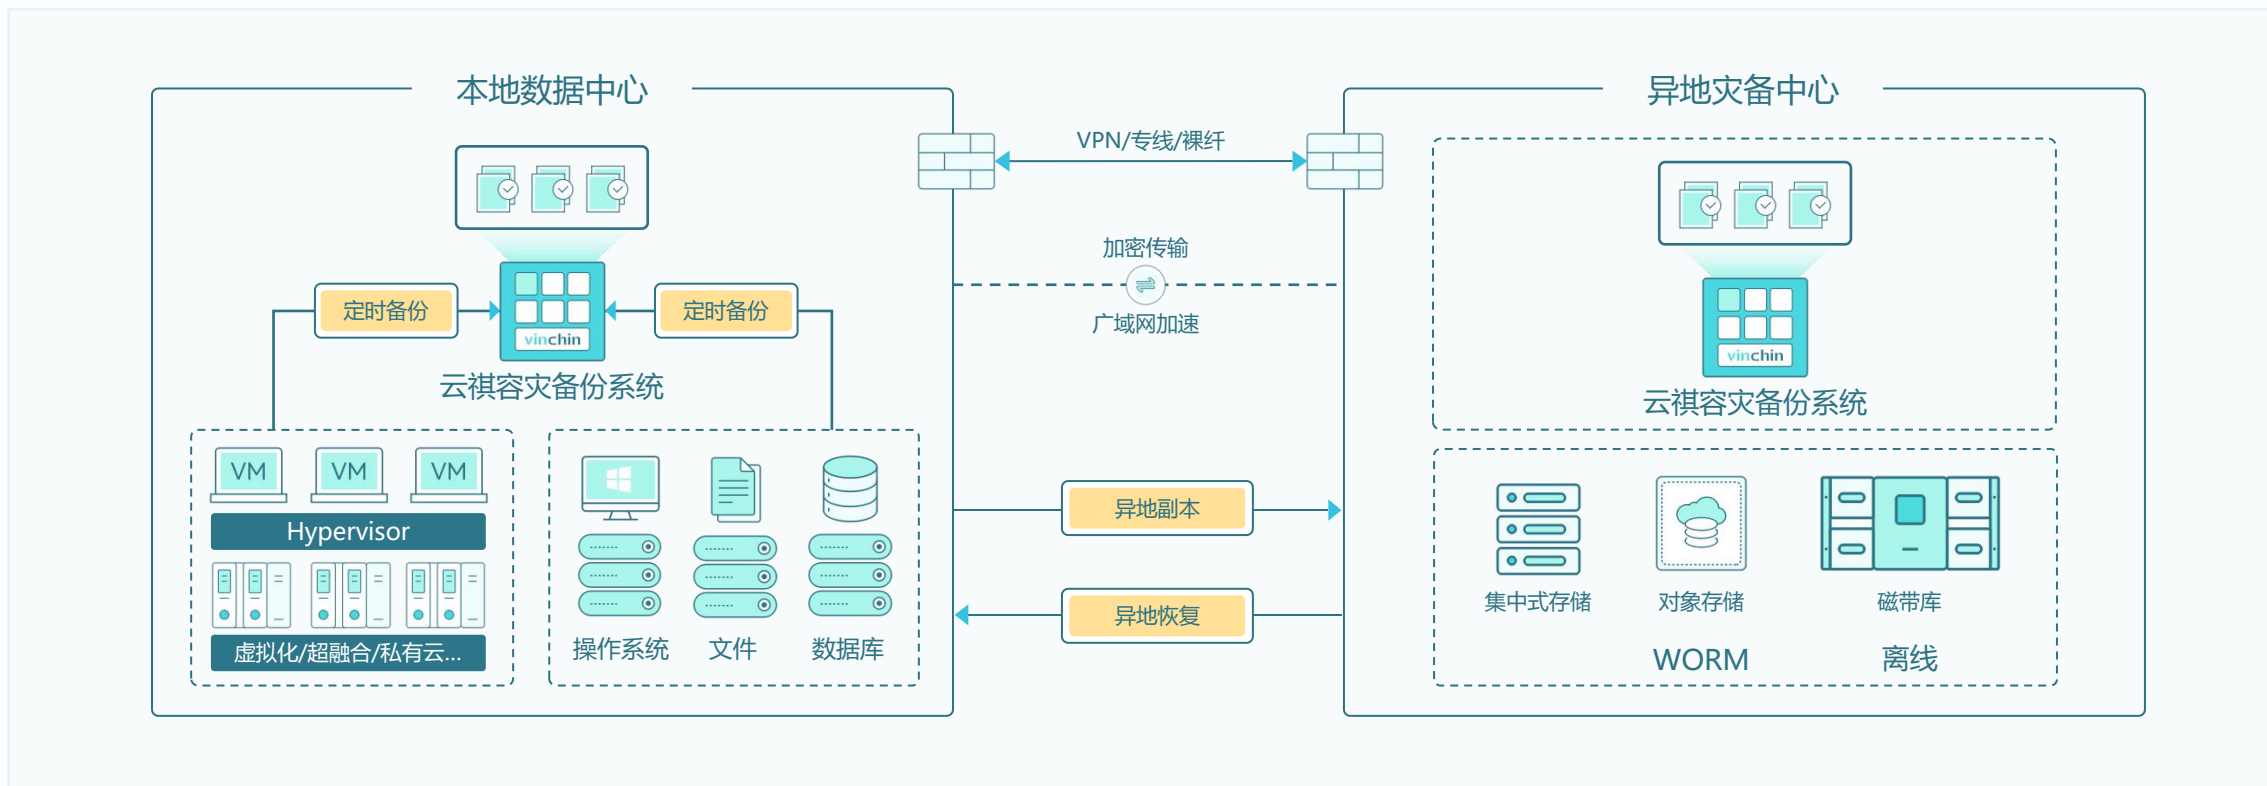 本地数据中心
定时备份
定时备份
vinchin
云祺容灾备份系统
VM
VM
VM
Hypervisor
虚拟化/超融合/私有云...
操作系统
文件
数据库
VPN/专线/裸纤
加密传输
广域网加速
异地副本
异地恢复
异地灾备中心
vinchin
云祺容灾备份系统
集中式存储
对象存储
磁带库
WORM
离线